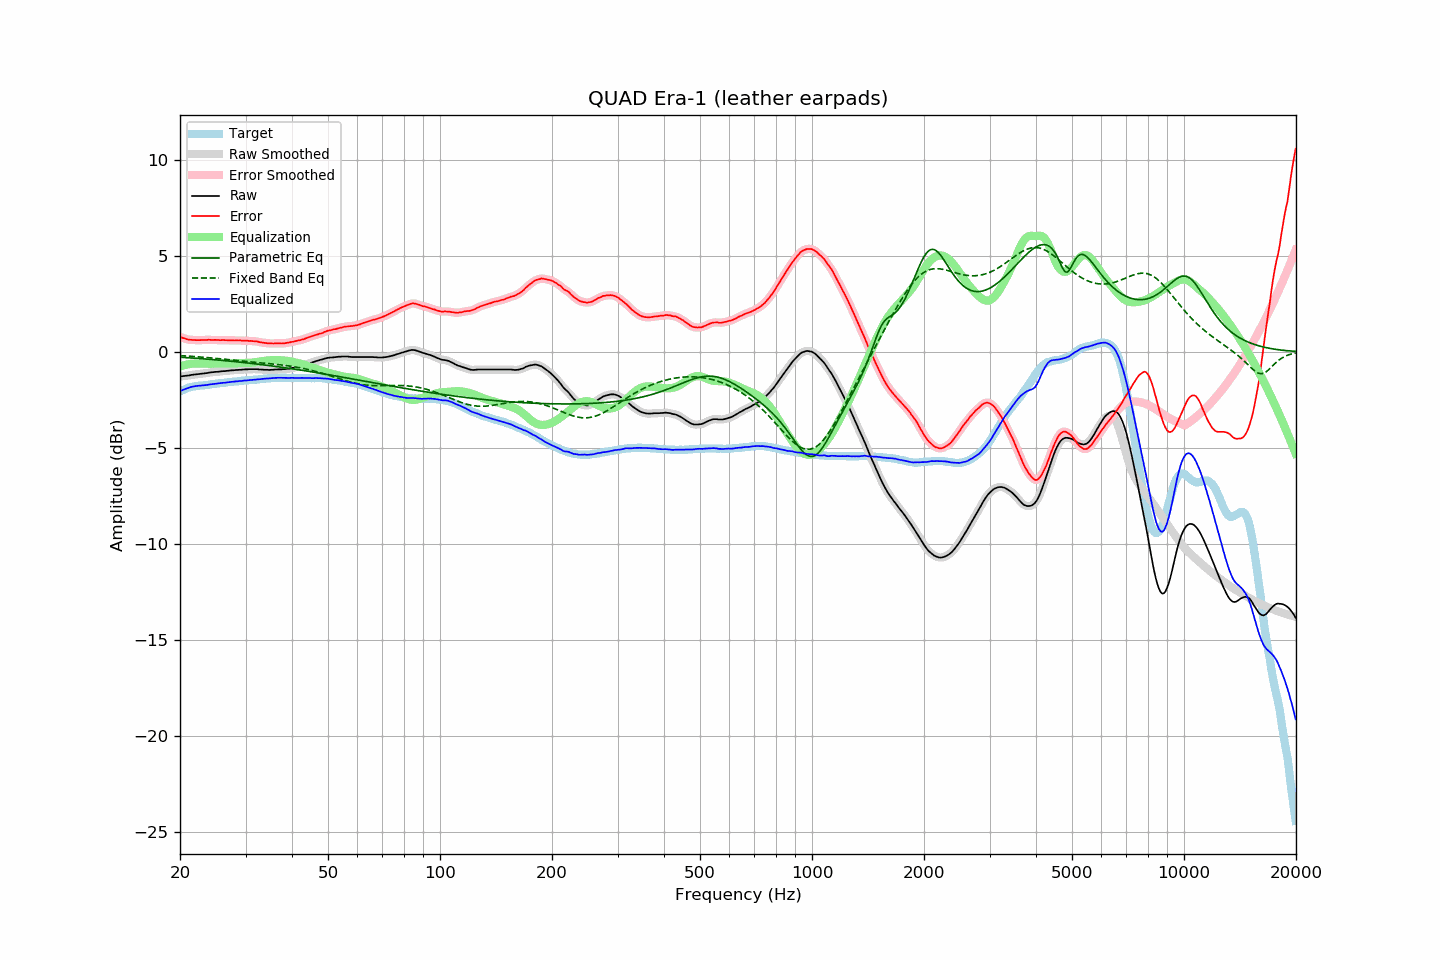 QUAD Era-1 (leather earpads)
Target
Raw Smoothed
Error Smoothed
Raw
Error
Equalization
Parametric Eq
Fixed Band Eq
Equalized
10
5
0
−5
−10
−15
−20
−25
Amplitude (dBr)
20 50 100 200 500 1000 2000 5000 10000 20000
Frequency (Hz)